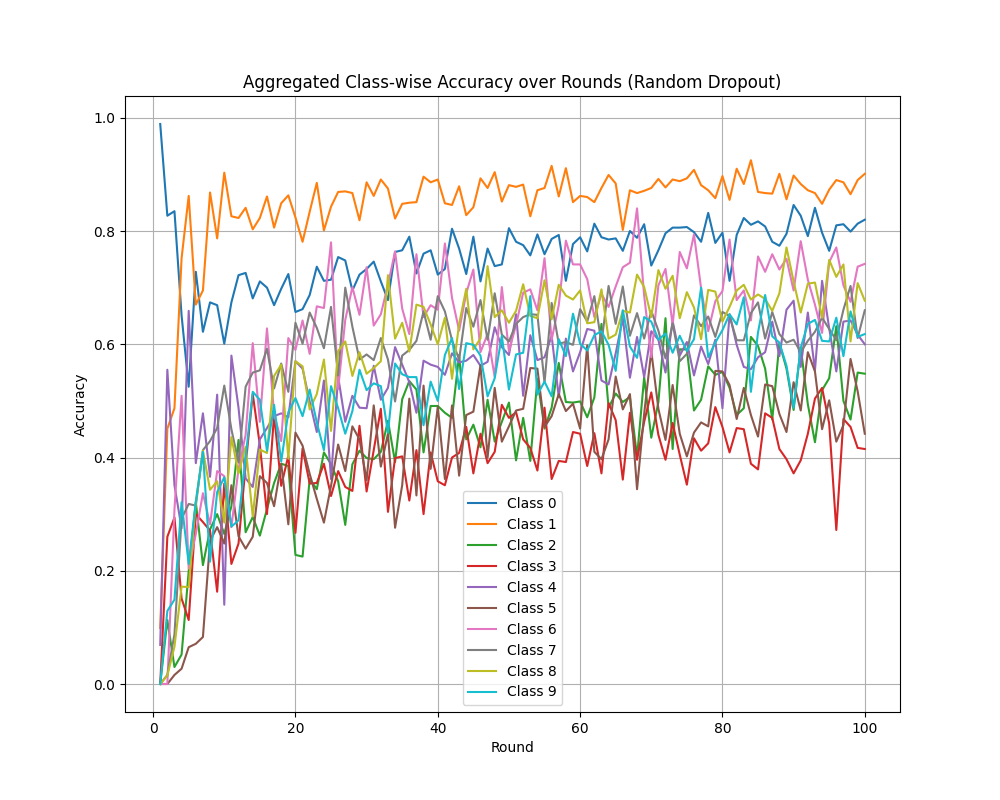 Aggregated Class-wise Accuracy over Rounds (Random Dropout)
1.0
0.8
0.6
0.4
0.2
0.0
Accuracy
Class 0
Class 1
Class 2
Class 3
Class 4
Class 5
Class 6
Class 7
Class 8
Class 9
0 20 40 60 80 100
Round